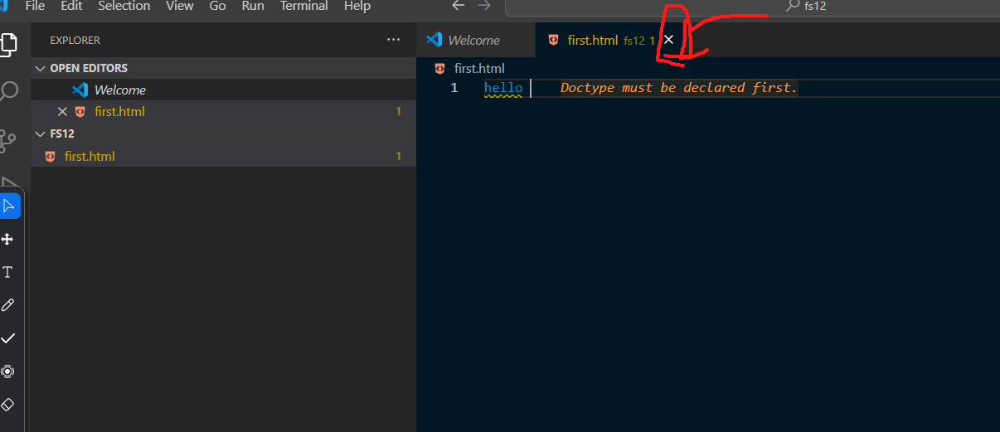 File Edit Selection View Go Run Terminal Help
fs12
EXPLORER ...
Welcome
first.html fs12 1
OPEN EDITORS
first.html
Welcome
1 hello Doctype must be declared first.
first.html 1
FS12
first.html 1
T